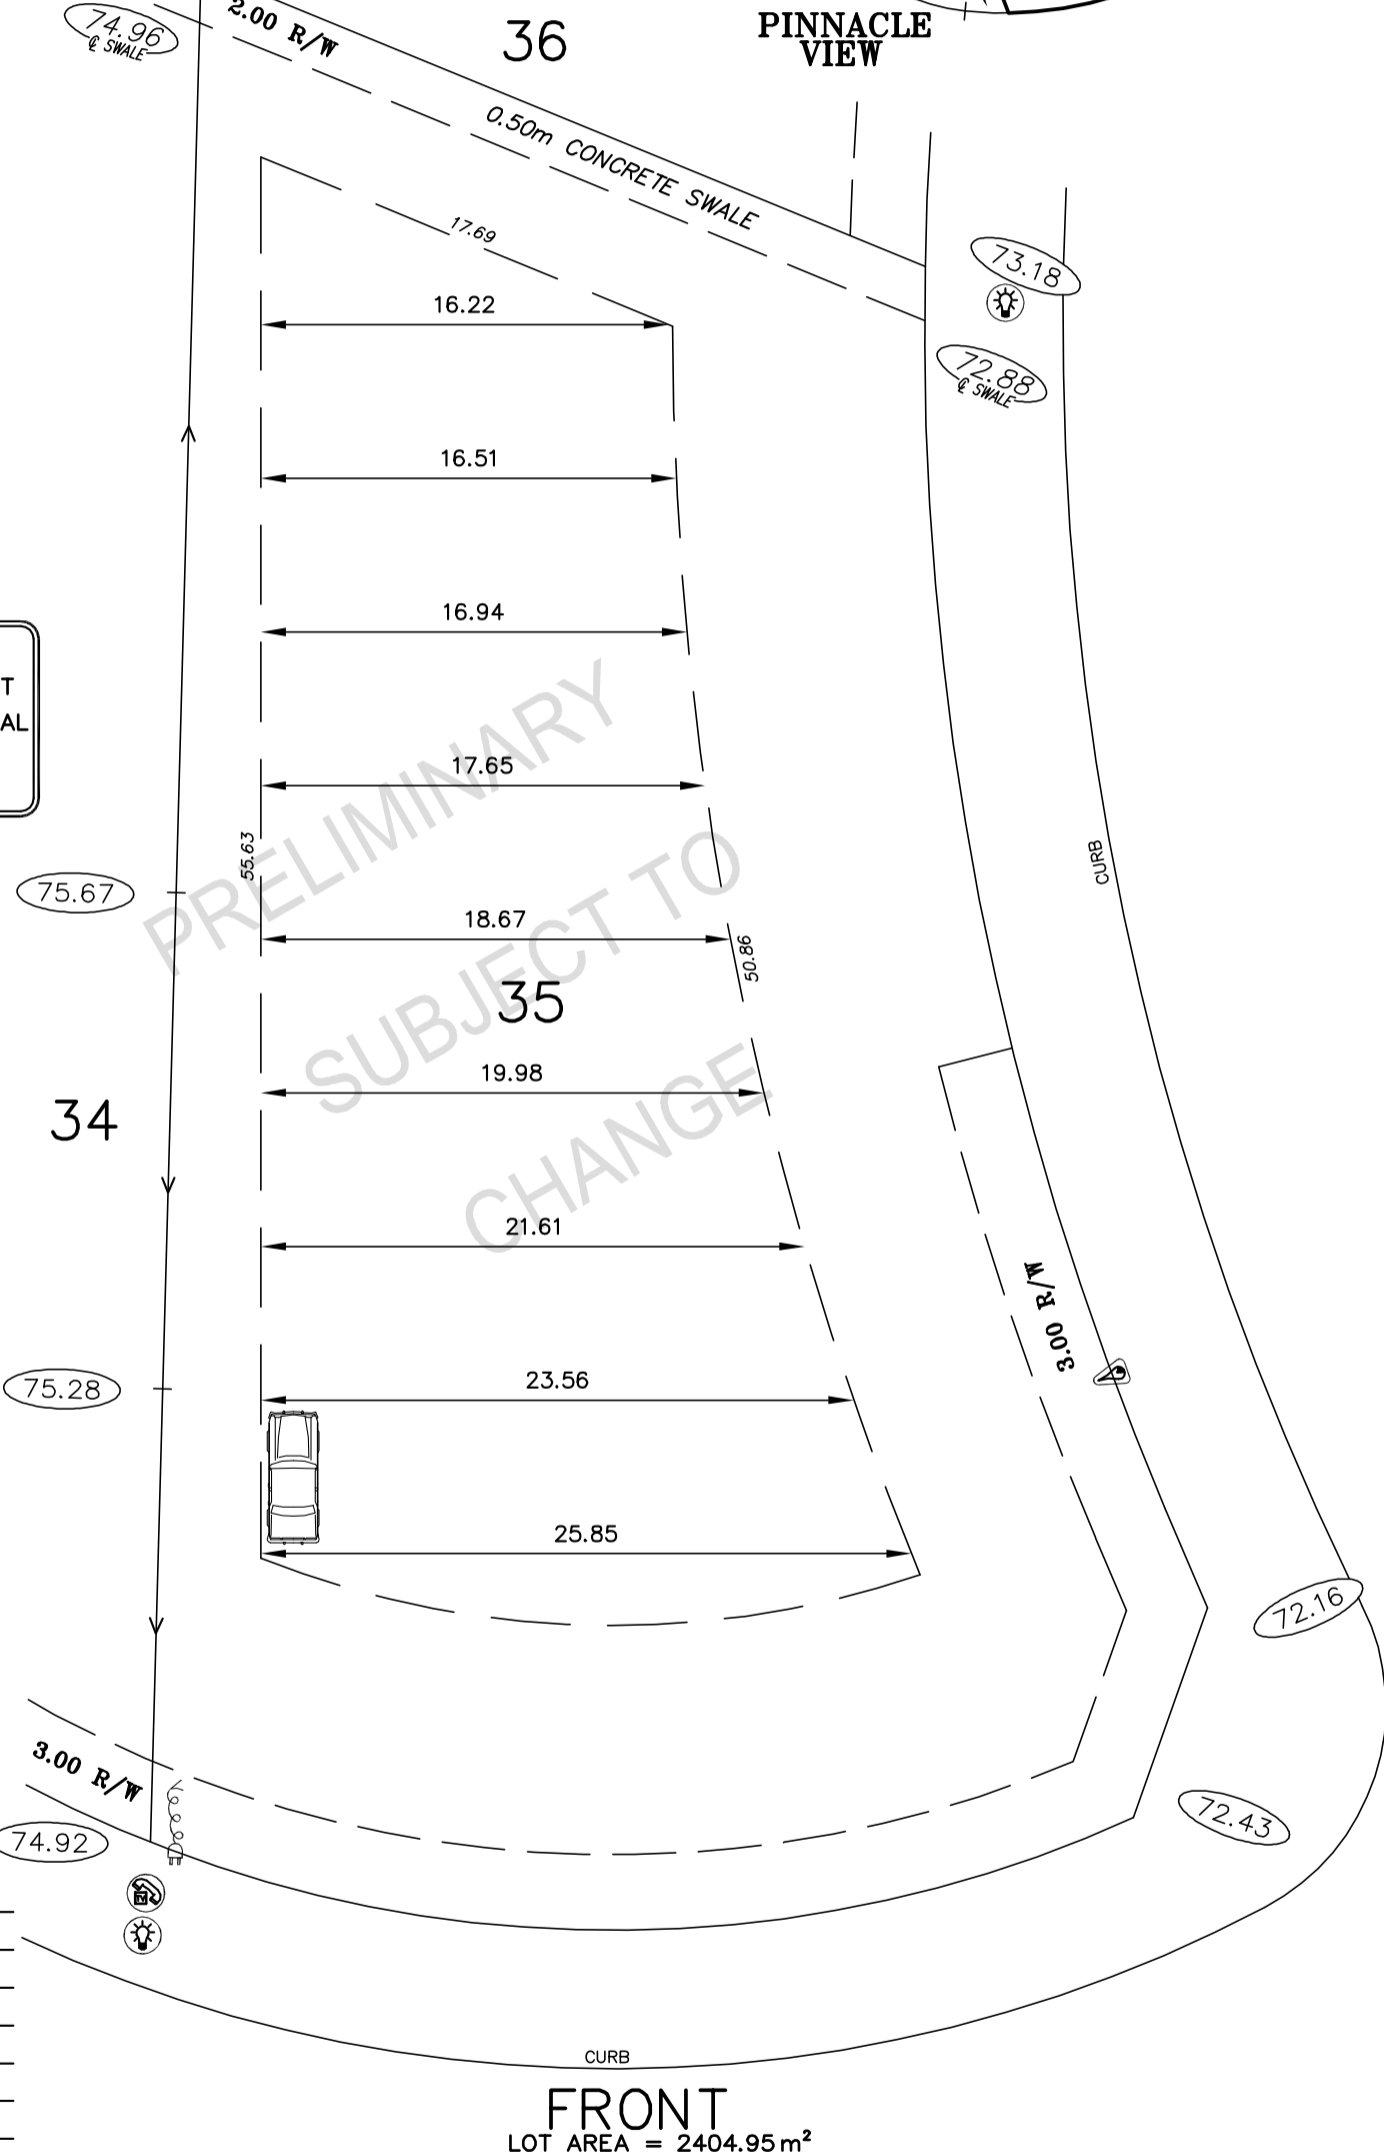 74.96
℄ SWALE
2.00 R/W
36
PINNACLE
VIEW
0.50m CONCRETE SWALE
17.69
73.18
16.22
72.88
℄ SWALE
16.51
16.94
T
AL
PRELIMINARY
SUBJECT TO
CHANGE
17.65
55.63
CURB
75.67
18.67
50.86
35
19.98
34
21.61
3.00 R/W
75.28
23.56
25.85
72.16
3.00 R/W
72.43
74.92
TV
CURB
FRONT
LOT AREA = 2404.95m²